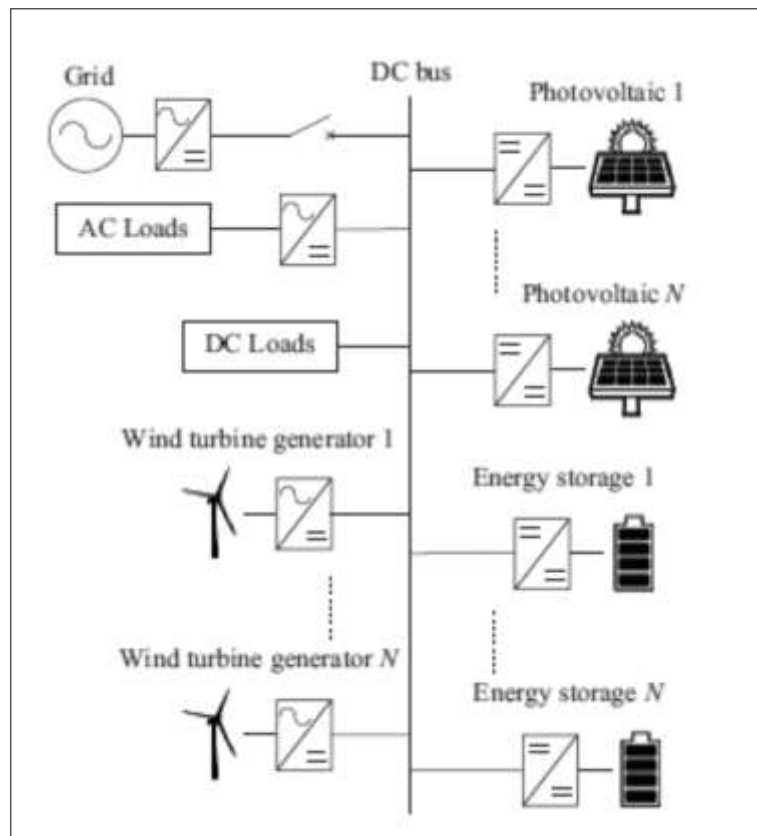 Grid
DC bus
Photovoltaic 1
AC Loads
Photovoltaic N
DC Loads
Wind turbine generator 1
Energy storage 1
Wind turbine generator N
Energy storage N